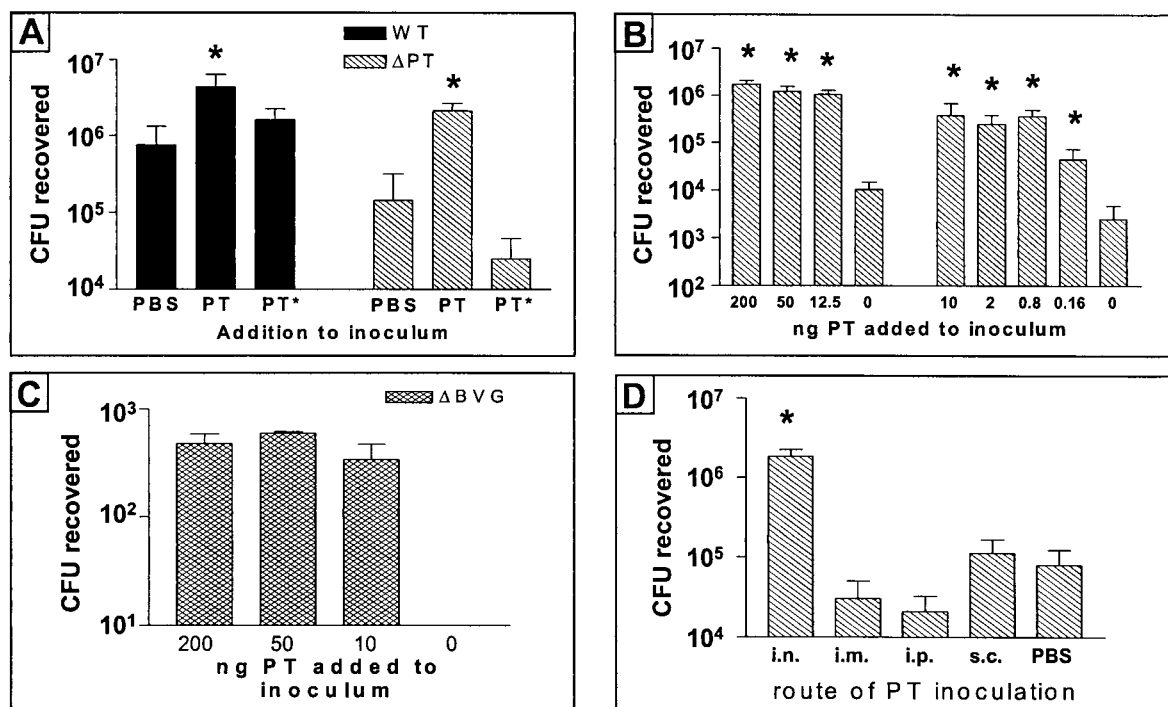 A
WT
ΔPT
CFU recovered
10^7
10^6
10^5
10^4
*
*
PBS PT PT* PBS PT PT*
Addition to inoculum
B
CFU recovered
10^7
10^6
10^5
10^4
10^3
10^2
* * * * * * *
200 50 12.5 0 10 2 0.8 0.16 0
ng PT added to inoculum
C
ΔBVG
CFU recovered
10^3
10^2
10^1
200 50 10 0
ng PT added to
inoculum
D
CFU recovered
10^7
10^6
10^5
10^4
*
i.n. i.m. i.p. s.c. PBS
route of PT inoculation